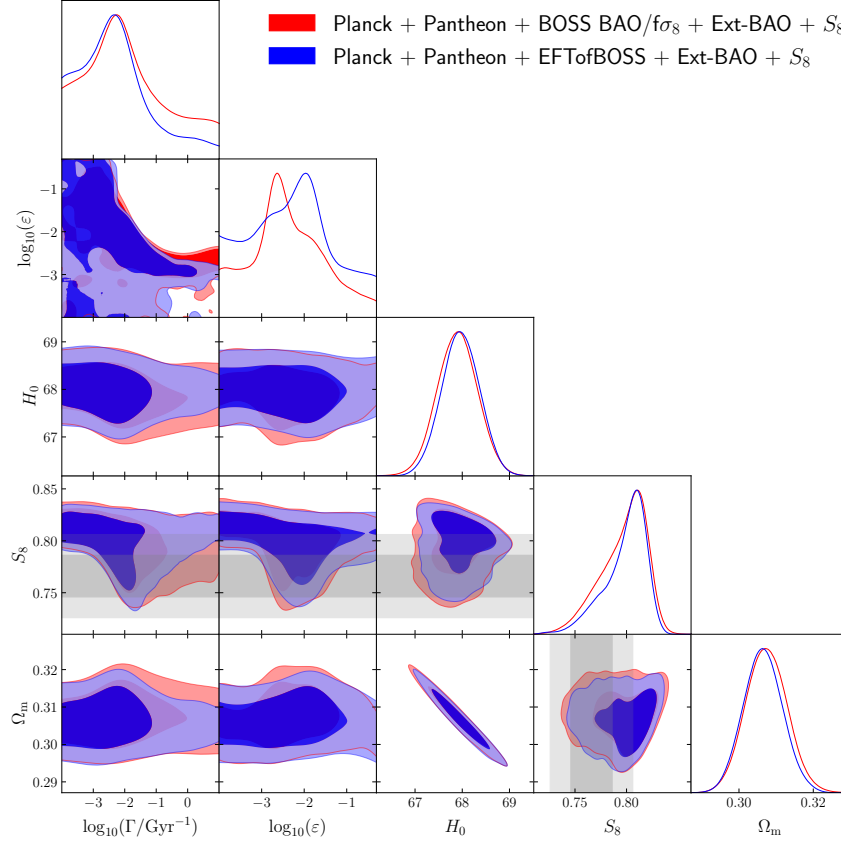 Planck + Pantheon + BOSS BAO/fσ₈ + Ext-BAO + S₈
Planck + Pantheon + EFTofBOSS + Ext-BAO + S₈
log₁₀(ε)
−1
−2
−3
H₀
69
68
67
S₈
0.85
0.80
0.75
Ωₘ
0.32
0.31
0.30
0.29
−3 −2 −1 0
−3 −2 −1
67 68 69
0.75 0.80
0.30 0.32
log₁₀(Γ/Gyr⁻¹)
log₁₀(ε)
H₀
S₈
Ωₘ